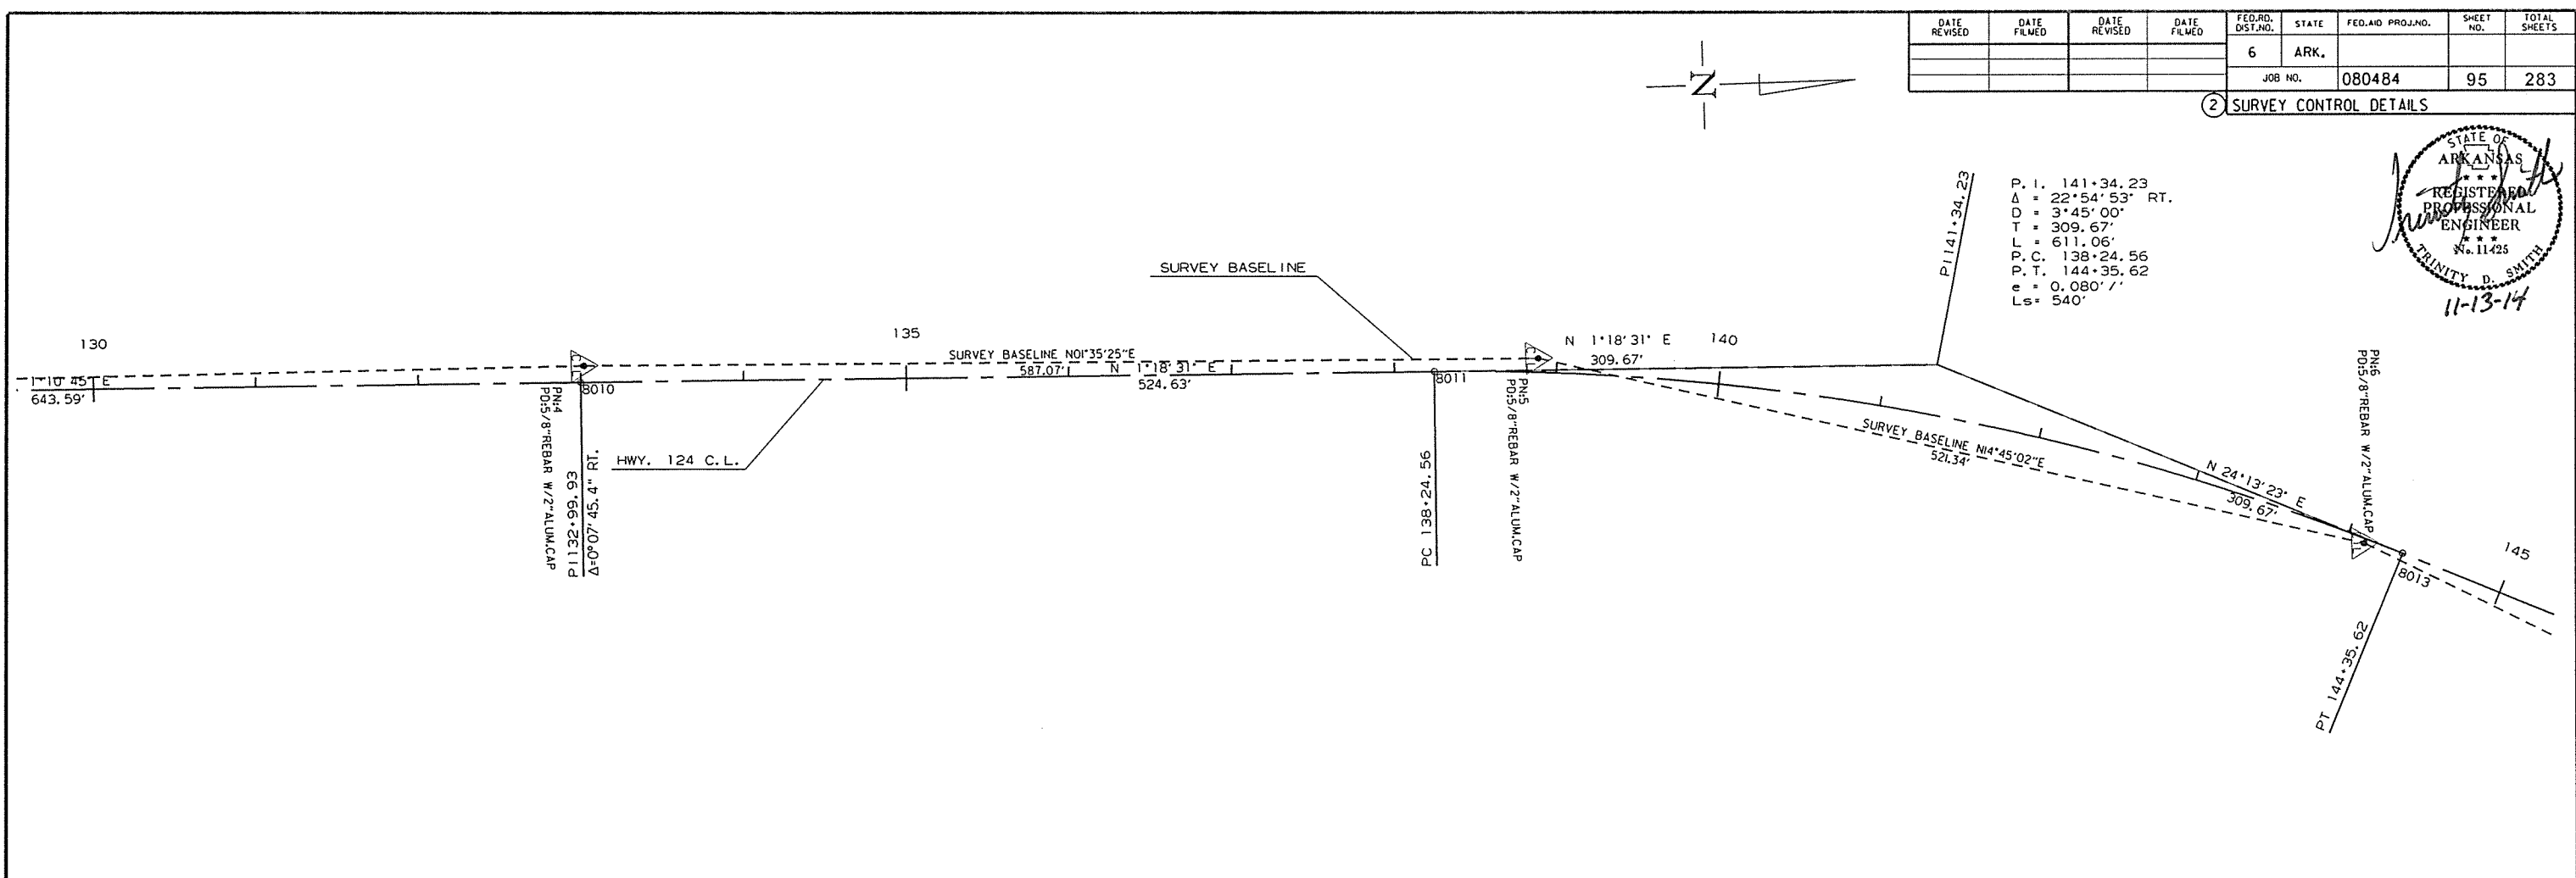 DATE REVISED
DATE FILMED
DATE REVISED
DATE FILMED
FED.RD. DIST.NO.
STATE
FED.AID PROJ.NO.
SHEET NO.
TOTAL SHEETS
6
ARK.
JOB NO.
080484
95
283
2 SURVEY CONTROL DETAILS
STATE OF
ARKANSAS
★ ★ ★
REGISTERED
PROFESSIONAL
ENGINEER
★ ★ ★
No. 11425
TRINITY D. SMITH
11-13-14
N
P.I. 141+34.23
Δ = 22°54'53" RT.
D = 3°45'00"
T = 309.67'
L = 611.06'
P.C. 138+24.56
P.T. 144+35.62
e = 0.080'/'
Ls= 540'
PI 141+34.23
SURVEY BASELINE
130
135
140
145
1°10'45" E
643.59'
SURVEY BASELINE N01°35'25"E
587.07'
N 1°18'31" E
524.63'
N 1°18'31" E
309.67'
8010
8011
8013
PN:4
PD:5/8"REBAR W/2"ALUM.CAP
PI 132+99.93
Δ=0°07'45.4" RT.
HWY. 124 C.L.
PC 138+24.56
PN:5
PD:5/8"REBAR W/2"ALUM.CAP
SURVEY BASELINE N14°45'02"E
521.34'
N 24°13'23" E
309.67'
PN:6
PD:5/8"REBAR W/2"ALUM.CAP
PT 144+35.62